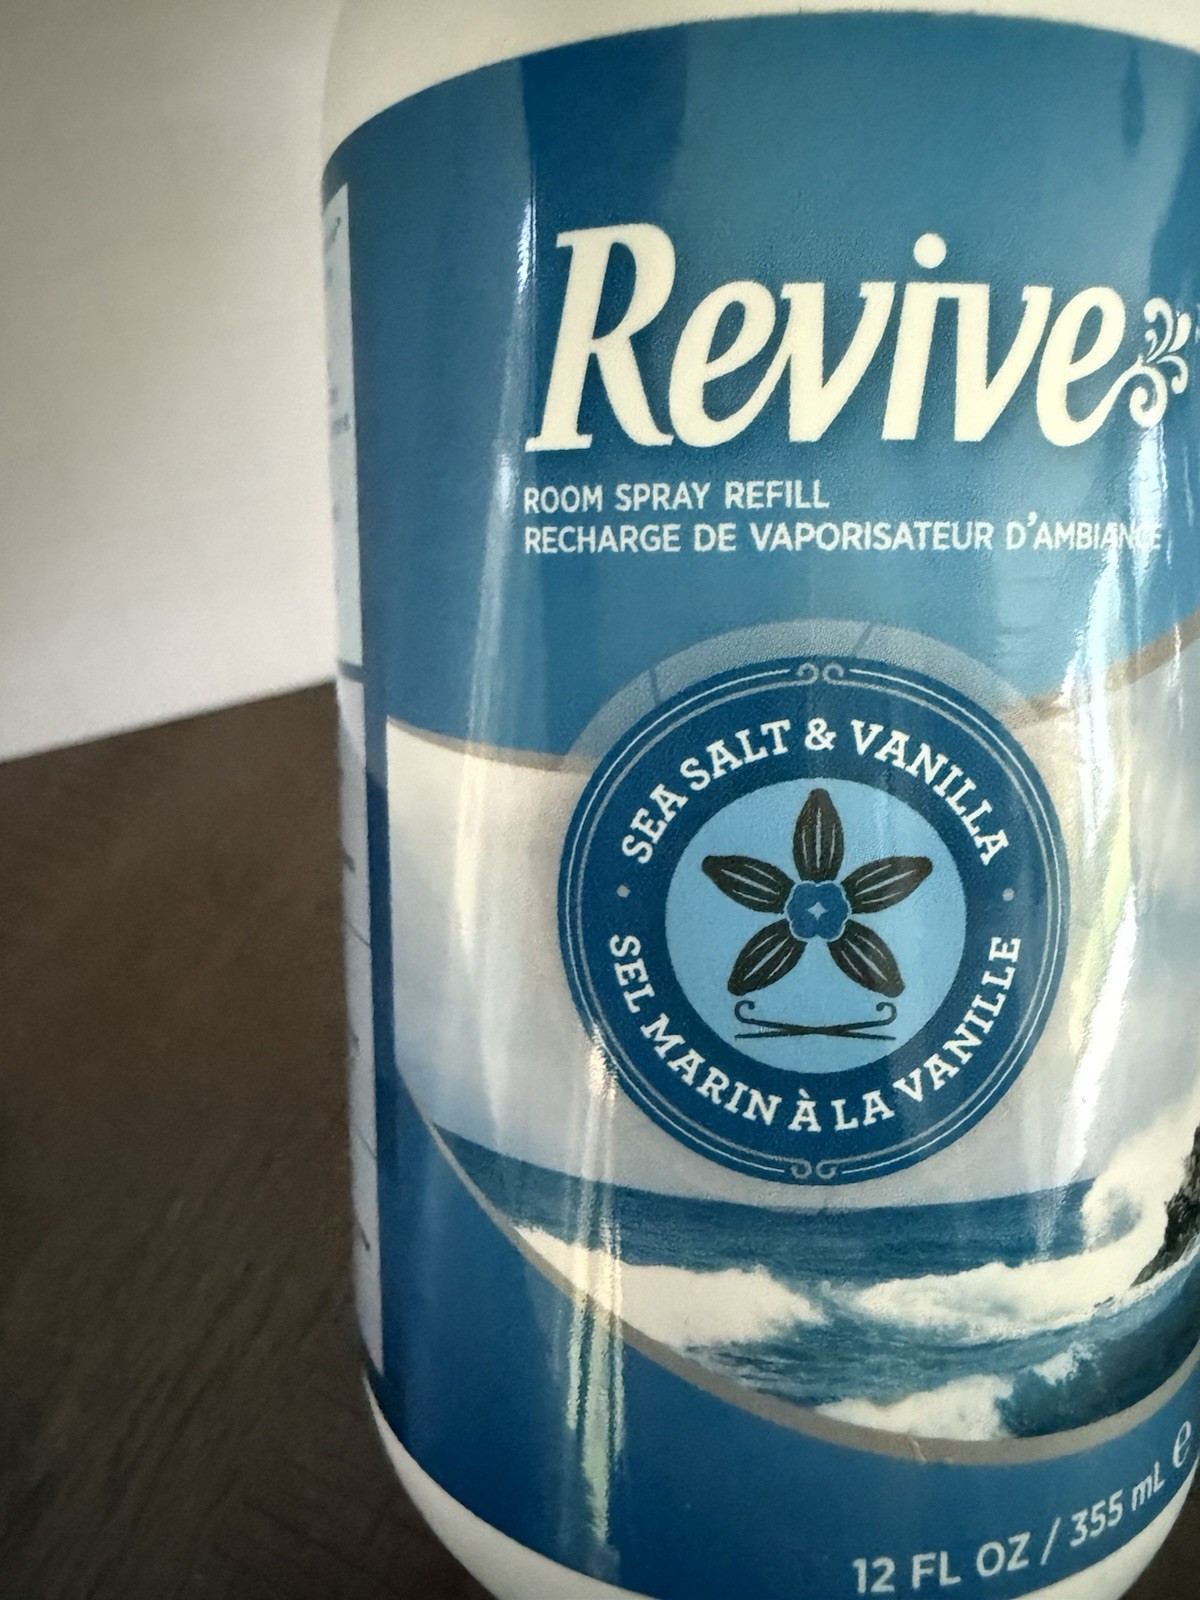 Revive
ROOM SPRAY REFILL
RECHARGE DE VAPORISATEUR D'AMBIANCE
SEA SALT & VANILLA
SEL MARIN À LA VANILLE
12 FL OZ / 355 mL e